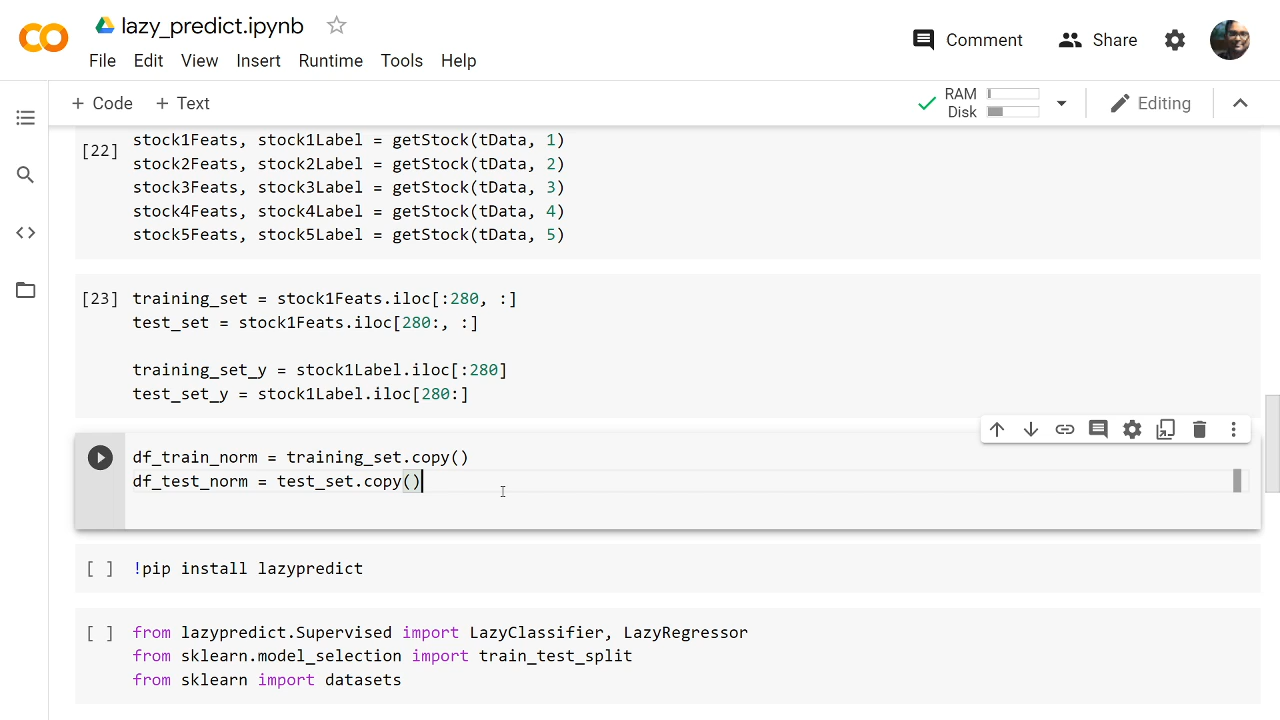 lazy_predict.ipynb
File Edit View Insert Runtime Tools Help
Comment Share
+ Code + Text
RAM
Disk
Editing
[22]
stock1Feats, stock1Label = getStock(tData, 1)
stock2Feats, stock2Label = getStock(tData, 2)
stock3Feats, stock3Label = getStock(tData, 3)
stock4Feats, stock4Label = getStock(tData, 4)
stock5Feats, stock5Label = getStock(tData, 5)
[23] training_set = stock1Feats.iloc[:280, :]
test_set = stock1Feats.iloc[280:, :]
training_set_y = stock1Label.iloc[:280]
test_set_y = stock1Label.iloc[280:]
df_train_norm = training_set.copy()
df_test_norm = test_set.copy()
[ ] !pip install lazypredict
[ ] from lazypredict.Supervised import LazyClassifier, LazyRegressor
from sklearn.model_selection import train_test_split
from sklearn import datasets